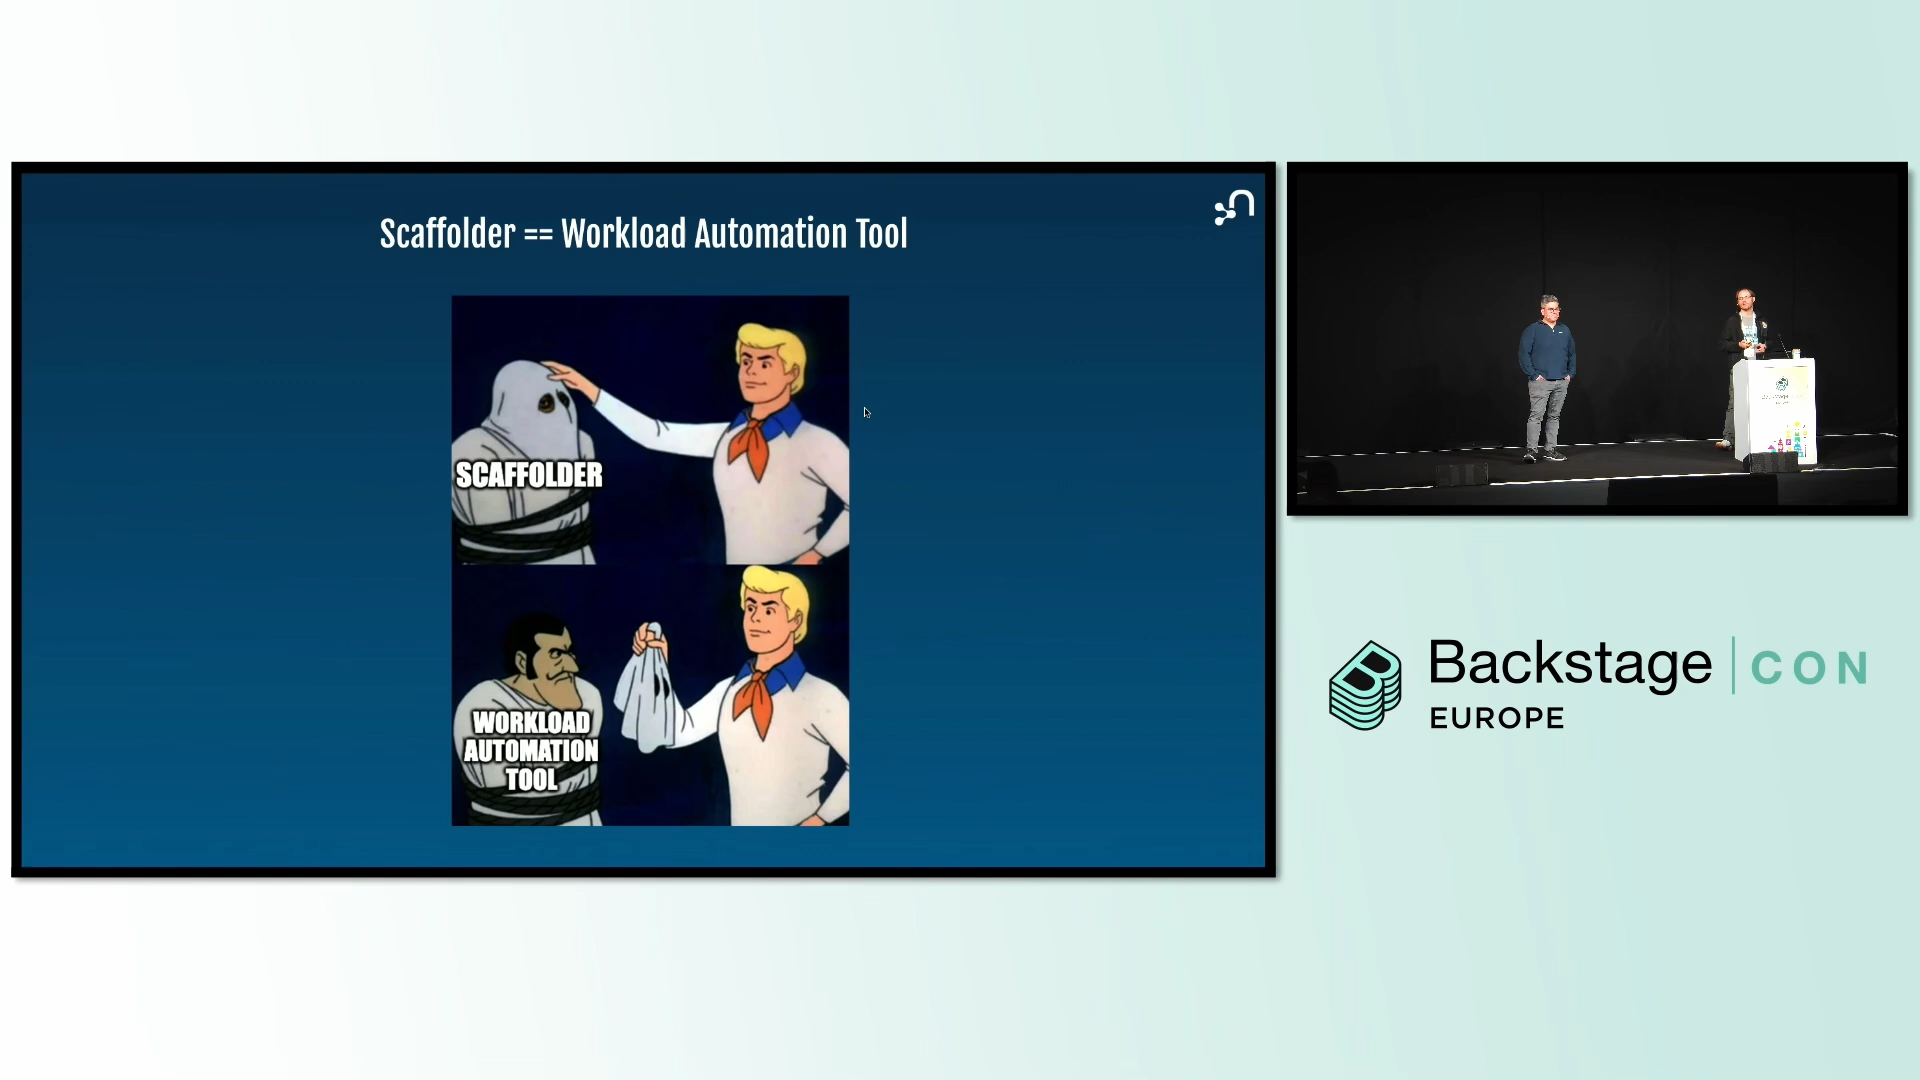 Scaffolder == Workload Automation Tool
SCAFFOLDER
WORKLOAD
AUTOMATION
TOOL
Backstage CON
EUROPE